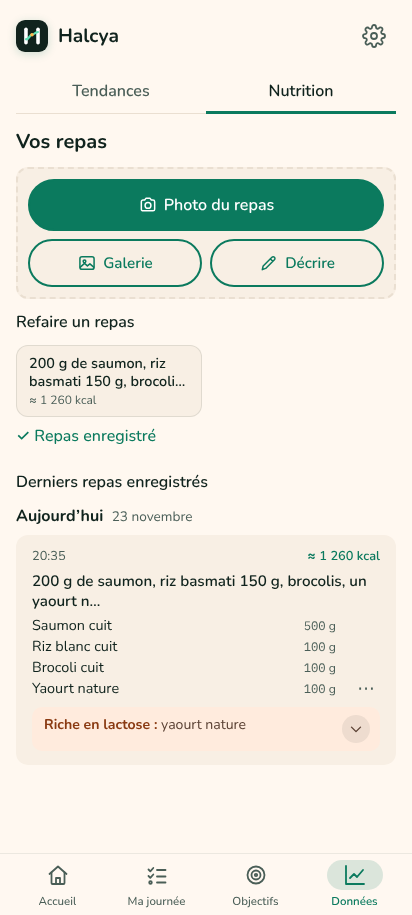 Halcya
Tendances
Nutrition
Vos repas
Photo du repas
Galerie
Décrire
Refaire un repas
200 g de saumon, riz
basmati 150 g, brocoli...
≈ 1 260 kcal
✓ Repas enregistré
Derniers repas enregistrés
Aujourd'hui 23 novembre
20:35 ≈ 1 260 kcal
200 g de saumon, riz basmati 150 g, brocolis, un
yaourt n...
Saumon cuit 500 g
Riz blanc cuit 100 g
Brocoli cuit 100 g
Yaourt nature 100 g ...
Riche en lactose : yaourt nature
Accueil
Ma journée
Objectifs
Données